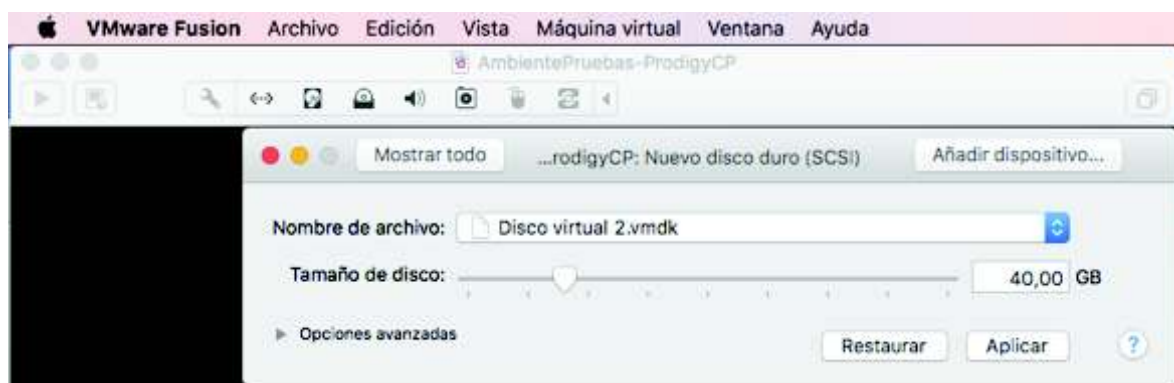 VMware Fusion Archivo Edición Vista Máquina virtual Ventana Ayuda
AmbientePruebas-ProdigyCP
Mostrar todo ...rodigyCP: Nuevo disco duro (SCSI) Añadir dispositivo...
Nombre de archivo: Disco virtual 2.vmdk
Tamaño de disco: 40,00 GB
Opciones avanzadas Restaurar Aplicar ?